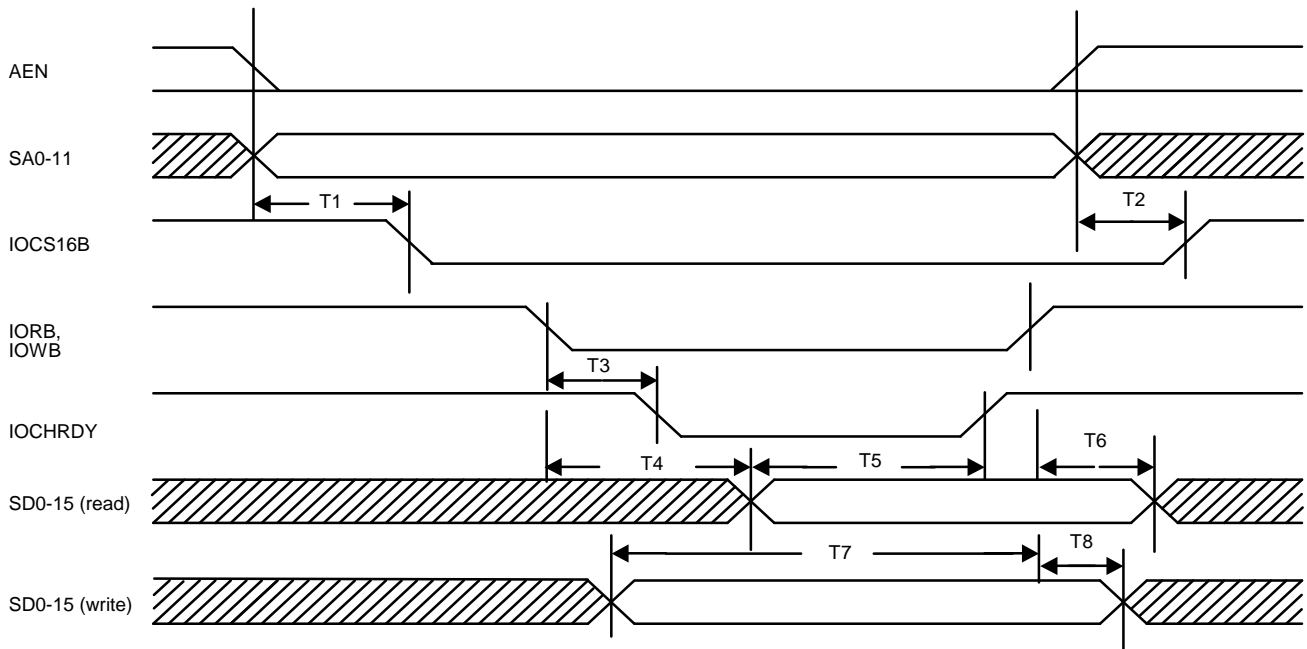 AEN
SA0-11
T1
T2
IOCS16B
IORB,
IOWB
T3
IOCHRDY
T4
T5
T6
SD0-15 (read)
T7
T8
SD0-15 (write)